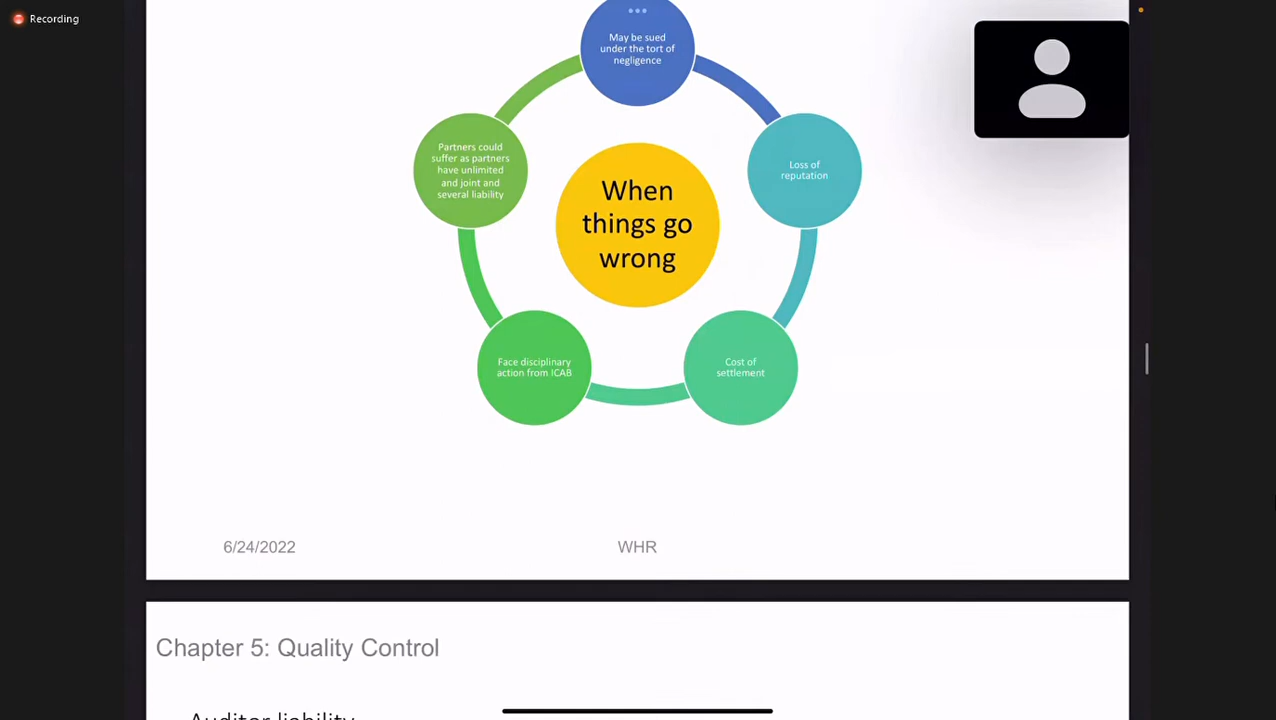 Recording
May be sued
under the tort of
negligence
Partners could
suffer as partners
have unlimited
and joint and
several liability
Loss of
reputation
When
things go
wrong
Face disciplinary
action from ICAB
Cost of
settlement
6/24/2022
WHR
Chapter 5: Quality Control
Auditor liability